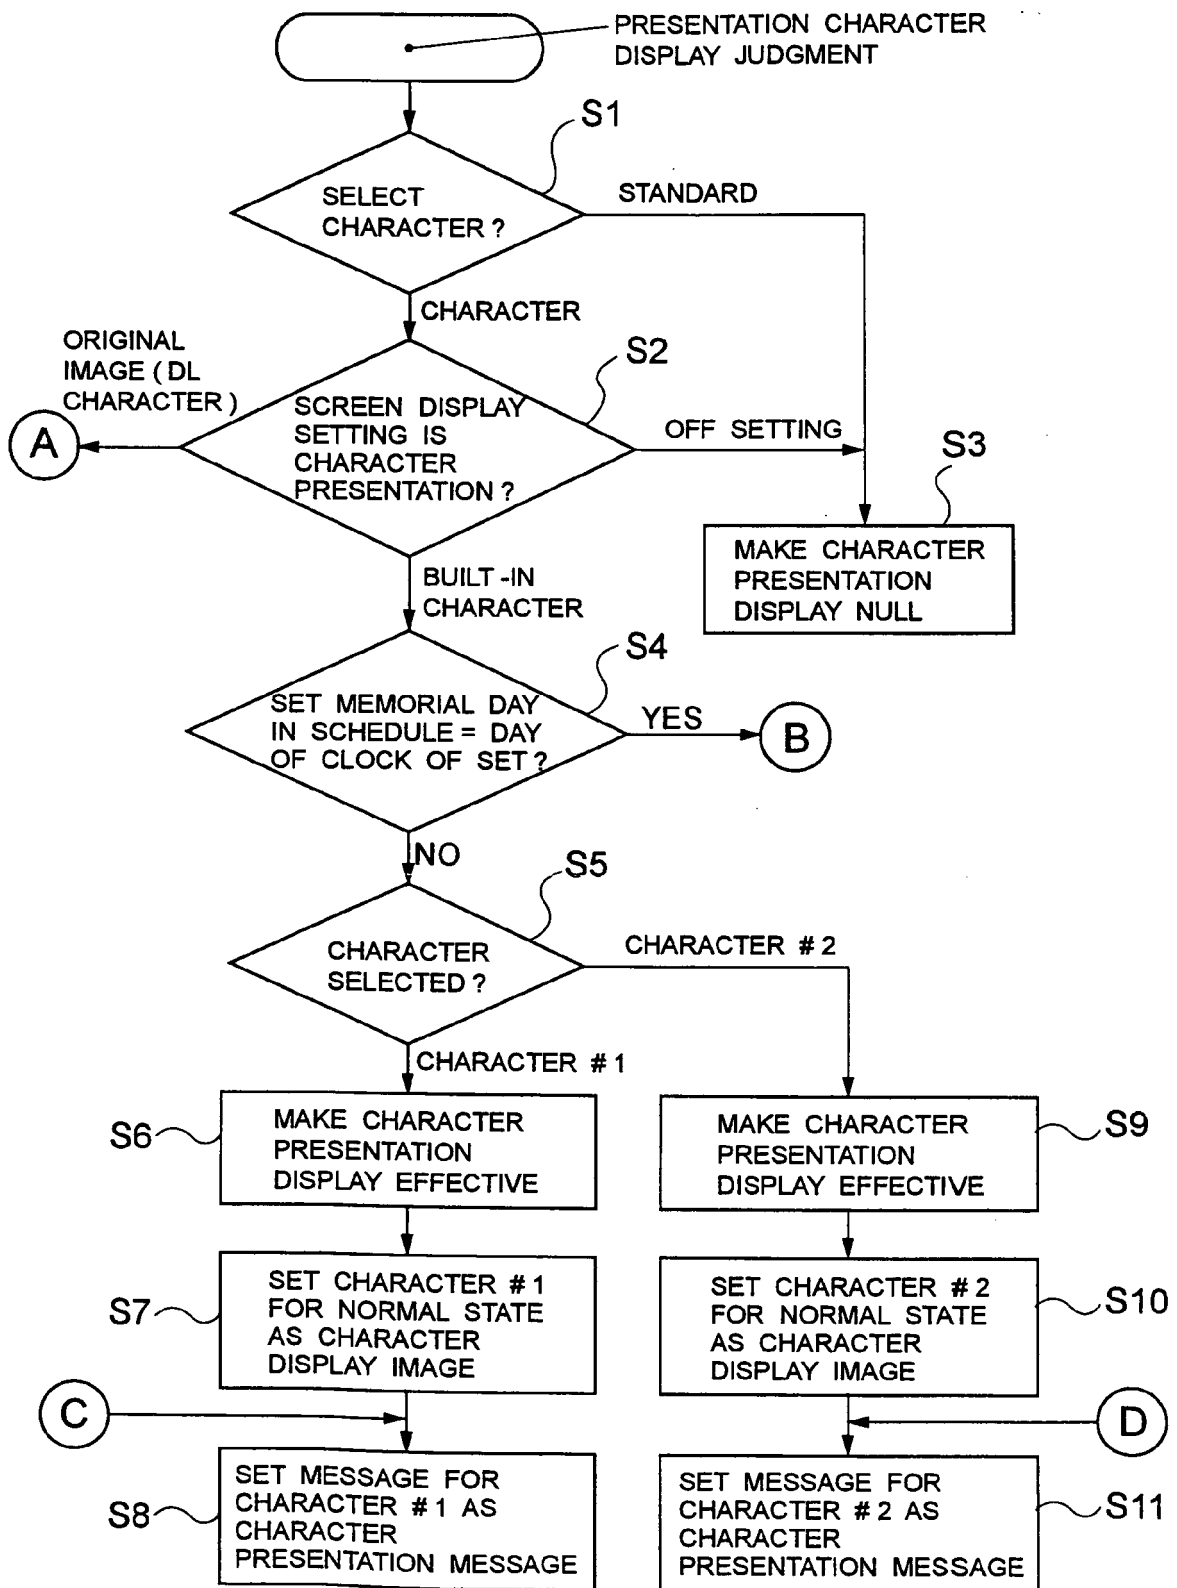 PRESENTATION CHARACTER
DISPLAY JUDGMENT
S1
SELECT
CHARACTER ?
STANDARD
CHARACTER
ORIGINAL
IMAGE ( DL
CHARACTER )
S2
SCREEN DISPLAY
SETTING IS
CHARACTER
PRESENTATION ?
A
OFF SETTING
S3
MAKE CHARACTER
PRESENTATION
DISPLAY NULL
BUILT-IN
CHARACTER
S4
SET MEMORIAL DAY
IN SCHEDULE = DAY
OF CLOCK OF SET ?
YES
B
NO
S5
CHARACTER
SELECTED ?
CHARACTER # 2
CHARACTER # 1
S6
MAKE CHARACTER
PRESENTATION
DISPLAY EFFECTIVE
MAKE CHARACTER
PRESENTATION
DISPLAY EFFECTIVE
S9
S7
SET CHARACTER # 1
FOR NORMAL STATE
AS CHARACTER
DISPLAY IMAGE
SET CHARACTER # 2
FOR NORMAL STATE
AS CHARACTER
DISPLAY IMAGE
S10
C
D
S8
SET MESSAGE FOR
CHARACTER # 1 AS
CHARACTER
PRESENTATION MESSAGE
SET MESSAGE FOR
CHARACTER # 2 AS
CHARACTER
PRESENTATION MESSAGE
S11